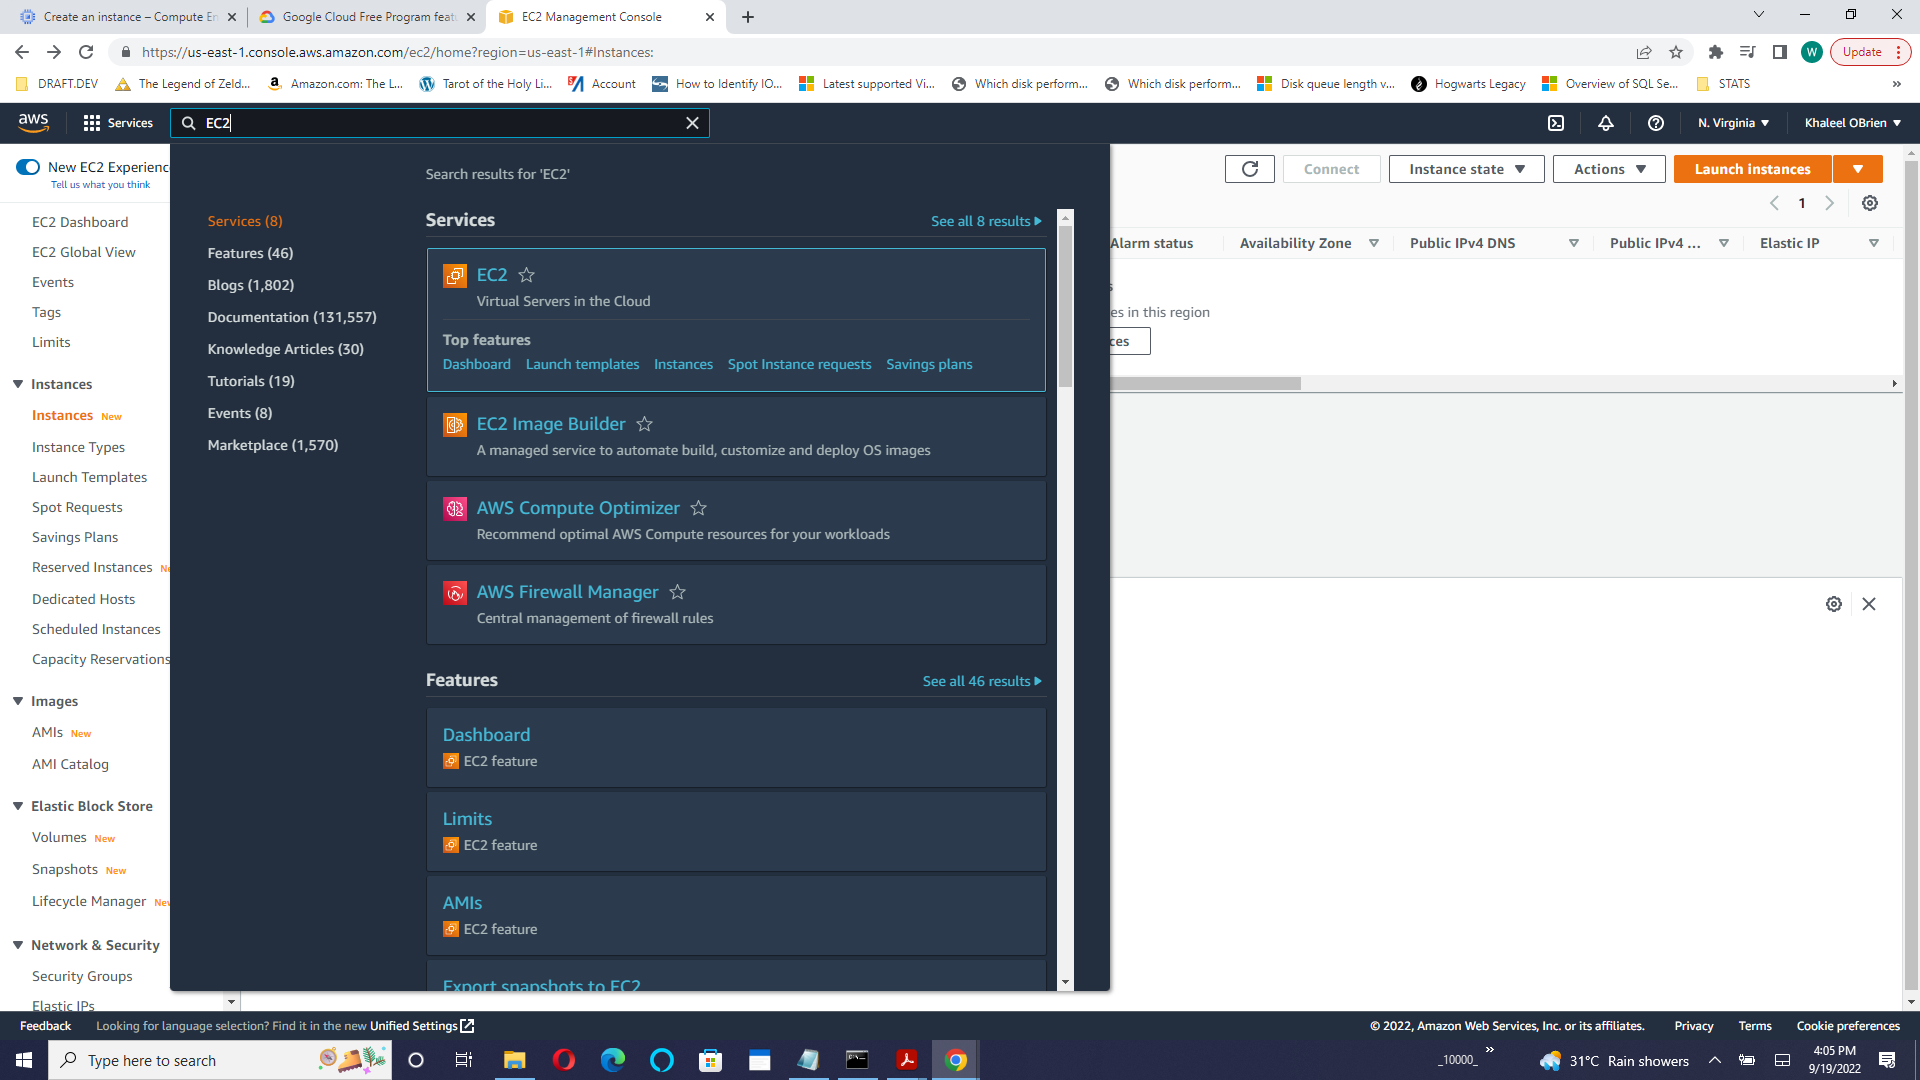 Create an instance – Compute En
Google Cloud Free Program feat
EC2 Management Console
https://us-east-1.console.aws.amazon.com/ec2/home?region=us-east-1#Instances:
W
Update
DRAFT.DEV
The Legend of Zeld...
Amazon.com: The L...
Tarot of the Holy Li...
Account
How to Identify IO...
Latest supported Vi...
Which disk perform...
Which disk perform...
Disk queue length v...
Hogwarts Legacy
Overview of SQL Se...
STATS
»
aws
Services
EC2
N. Virginia
Khaleel OBrien
New EC2 Experience
Tell us what you think
EC2 Dashboard
EC2 Global View
Events
Tags
Limits
Instances
Instances New
Instance Types
Launch Templates
Spot Requests
Savings Plans
Reserved Instances Ne
Dedicated Hosts
Scheduled Instances
Capacity Reservations
Images
AMIs New
AMI Catalog
Elastic Block Store
Volumes New
Snapshots New
Lifecycle Manager New
Network & Security
Security Groups
Elastic IPs
Search results for 'EC2'
Services (8)
Features (46)
Blogs (1,802)
Documentation (131,557)
Knowledge Articles (30)
Tutorials (19)
Events (8)
Marketplace (1,570)
Services
See all 8 results
EC2
Virtual Servers in the Cloud
Top features
Dashboard Launch templates Instances Spot Instance requests Savings plans
EC2 Image Builder
A managed service to automate build, customize and deploy OS images
AWS Compute Optimizer
Recommend optimal AWS Compute resources for your workloads
AWS Firewall Manager
Central management of firewall rules
Features
See all 46 results
Dashboard
EC2 feature
Limits
EC2 feature
AMIs
EC2 feature
Export snapshots to EC2
Connect
Instance state
Actions
Launch instances
1
Alarm status
Availability Zone
Public IPv4 DNS
Public IPv4 ...
Elastic IP
s
es in this region
ces
Feedback
Looking for language selection? Find it in the new Unified Settings
© 2022, Amazon Web Services, Inc. or its affiliates.
Privacy
Terms
Cookie preferences
Type here to search
_10000_
»
31°C Rain showers
4:05 PM
9/19/2022